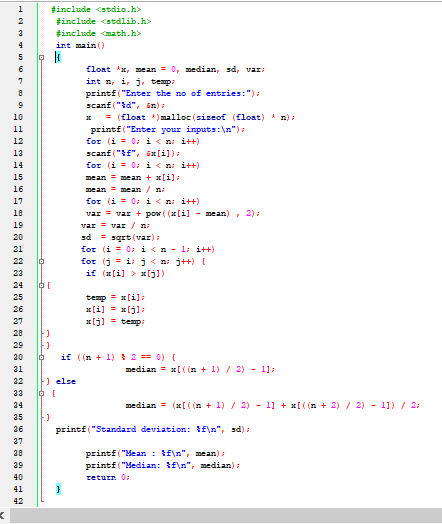 1 #include <stdio.h>
2 #include <stdlib.h>
3 #include <math.h>
4 int main()
5 {
6 float *x, mean = 0, median, sd, var;
7 int n, i, j, temp;
8 printf("Enter the no of entries:");
9 scanf("%d", &n);
10 x = (float *)malloc(sizeof (float) * n);
11 printf("Enter your inputs:\n");
12 for (i = 0; i < n; i++)
13 scanf("%f", &x[i]);
14 for (i = 0; i < n; i++)
15 mean = mean + x[i];
16 mean = mean / n;
17 for (i = 0; i < n; i++)
18 var = var + pow((x[i] - mean) , 2);
19 var = var / n;
20 sd = sqrt(var);
21 for (i = 0; i < n - 1; i++)
22 for (j = i; j < n; j++) {
23 if (x[i] > x[j])
24 {
25 temp = x[i];
26 x[i] = x[j];
27 x[j] = temp;
28 }
29 }
30 if ((n + 1) % 2 == 0) {
31 median = x[((n + 1) / 2) - 1];
32 } else
33 {
34 median = (x[((n + 1) / 2) - 1] + x[((n + 2) / 2) - 1]) / 2;
35 }
36 printf("Standard deviation: %f\n", sd);
37
38 printf("Mean : %f\n", mean);
39 printf("Median: %f\n", median);
40 return 0;
41 }
42